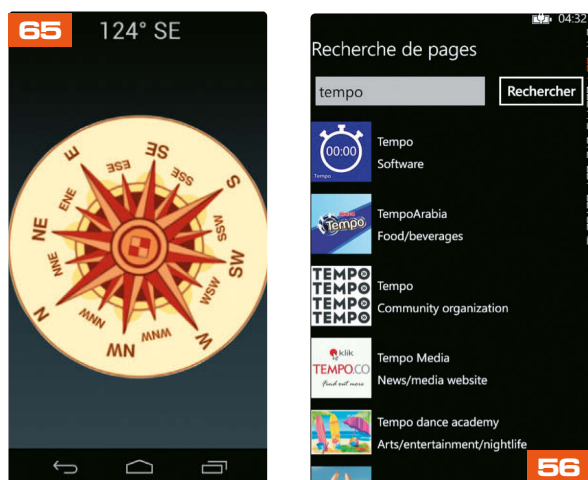 65
124° SE
SE
ESE
SSE
E
S
ENE
SSW
NE
SW
NNE
WSW
N
NNW
WNW
W
NW
04:32
Recherche de pages
tempo
Rechercher
00:00
Tempo
Tempo
Software
Tempo
TempoArabia
Food/beverages
TEMPO
TEMPO
TEMPO
TEMPO
Tempo
Community organization
klik
TEMPO.CO
Find out more
Tempo Media
News/media website
Tempo dance academy
Arts/entertainment/nightlife
56